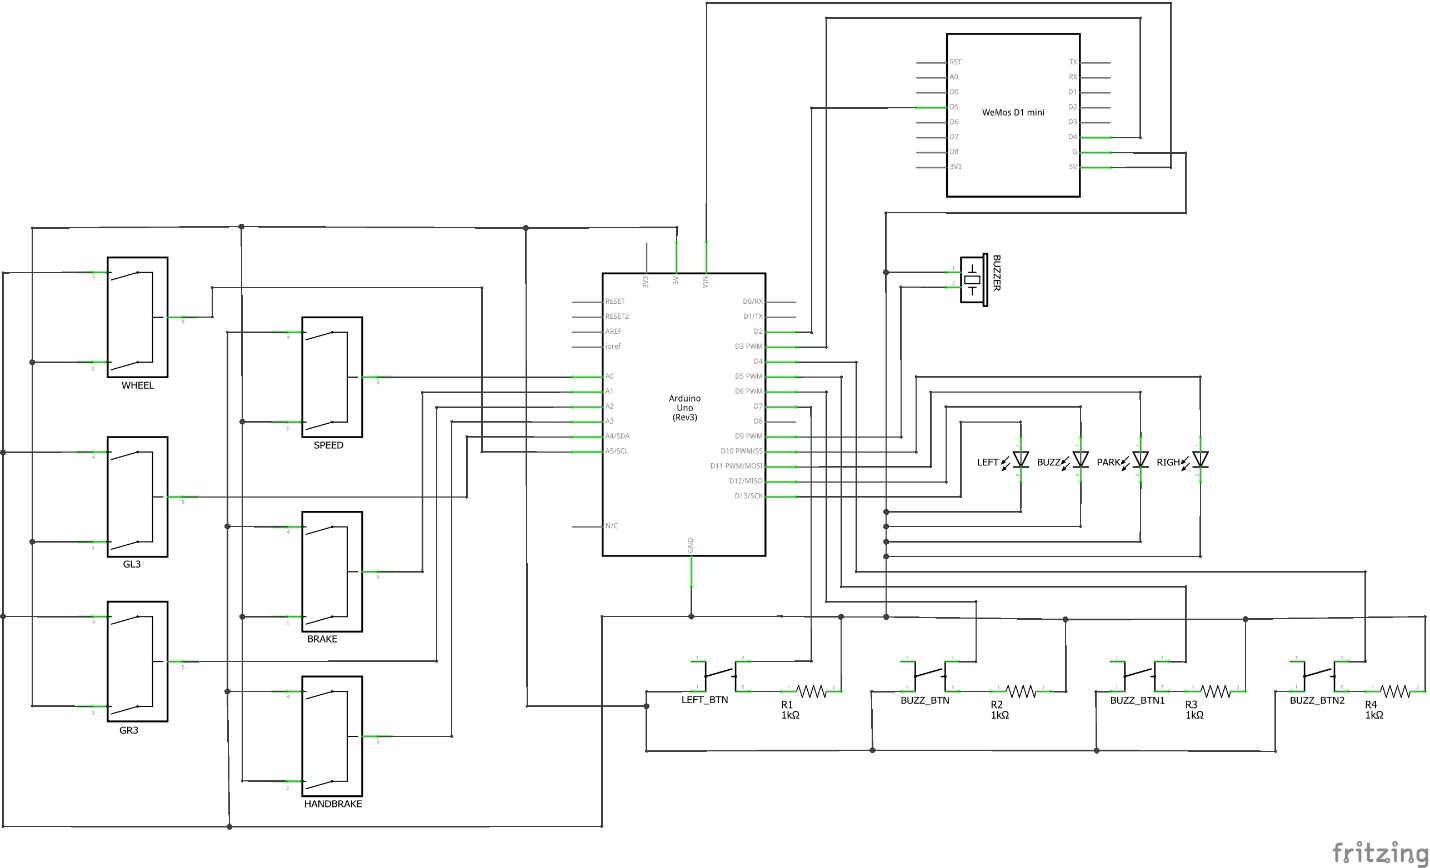 RST
A0
D0
D5
D6
D7
D8
3V3
WeMos D1 mini
TX
RX
D1
D2
D3
D4
G
5V
BUZZER
WHEEL
SPEED
GL3
BRAKE
GR3
HANDBRAKE
3V3
5V
VIN
RESET
RESET2
AREF
ioref
A0
A1
A2
A3
A4/SDA
A5/SCL
N/C
Arduino
Uno
(Rev3)
D0/RX
D1/TX
D2
D3 PWM
D4
D5 PWM
D6 PWM
D7
D8
D9 PWM
D10 PWM/SS
D11 PWM/MOSI
D12/MISO
D13/SCK
GND
LEFT
BUZZ
PARK
RIGH
LEFT_BTN
R1
1kΩ
BUZZ_BTN
R2
1kΩ
BUZZ_BTN1
R3
1kΩ
BUZZ_BTN2
R4
1kΩ
fritzing